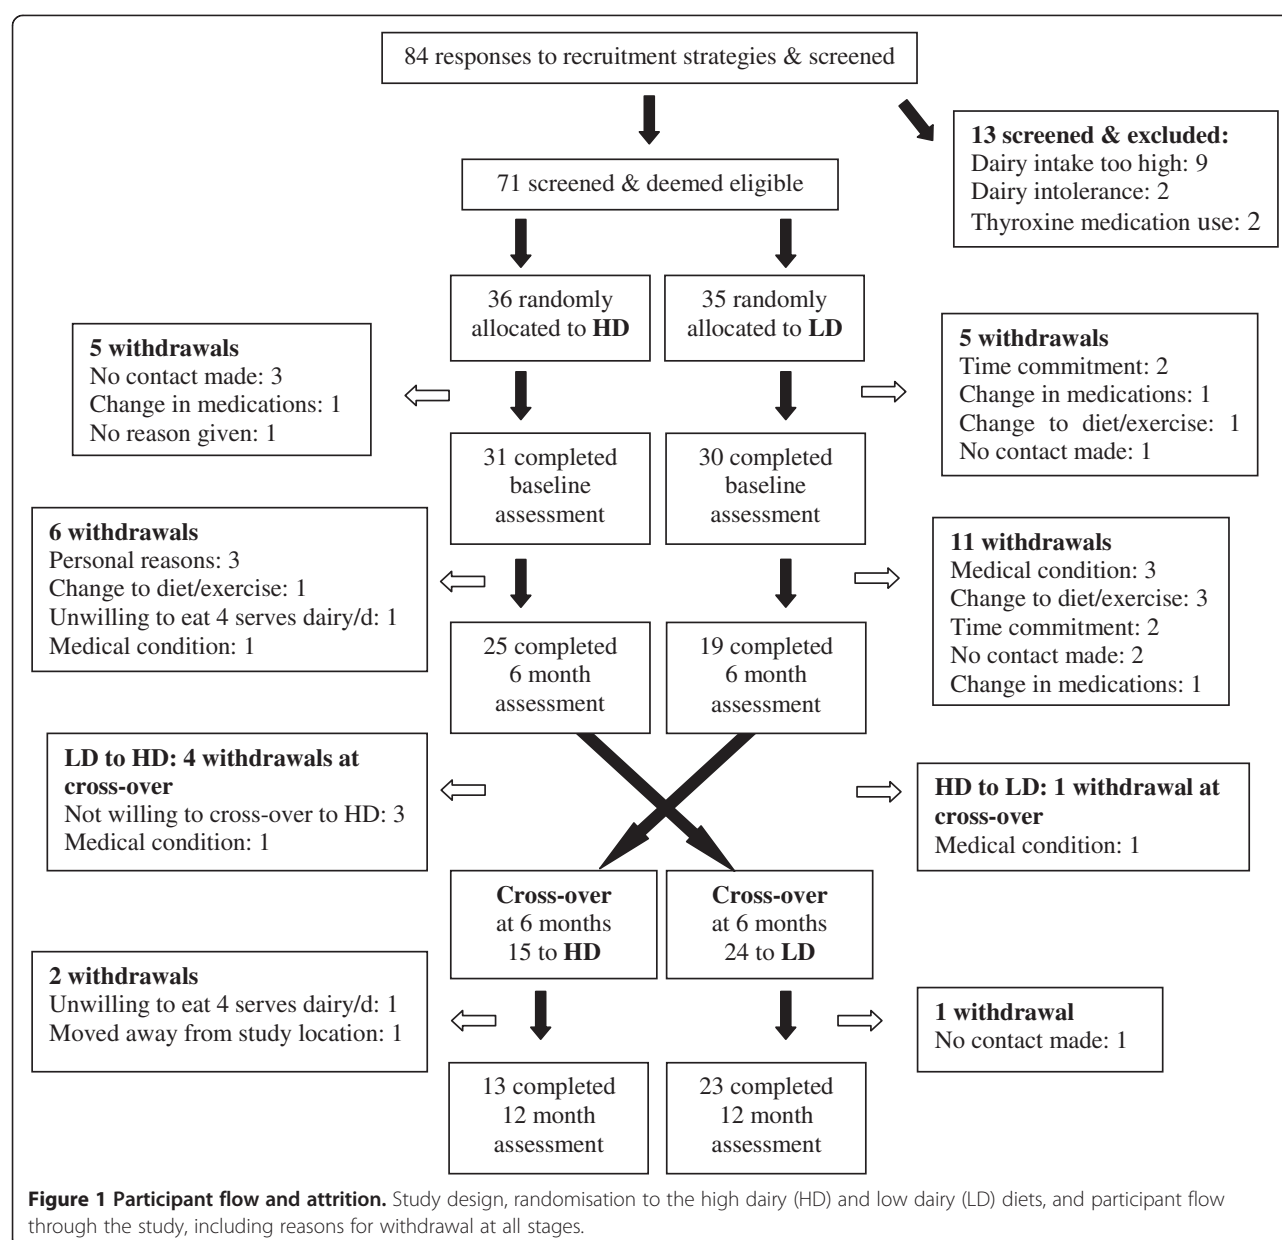 84 responses to recruitment strategies & screened
13 screened & excluded:
Dairy intake too high: 9
Dairy intolerance: 2
Thyroxine medication use: 2
71 screened & deemed eligible
36 randomly
allocated to HD
35 randomly
allocated to LD
5 withdrawals
No contact made: 3
Change in medications: 1
No reason given: 1
5 withdrawals
Time commitment: 2
Change in medications: 1
Change to diet/exercise: 1
No contact made: 1
31 completed
baseline
assessment
30 completed
baseline
assessment
6 withdrawals
Personal reasons: 3
Change to diet/exercise: 1
Unwilling to eat 4 serves dairy/d: 1
Medical condition: 1
11 withdrawals
Medical condition: 3
Change to diet/exercise: 3
Time commitment: 2
No contact made: 2
Change in medications: 1
25 completed
6 month
assessment
19 completed
6 month
assessment
LD to HD: 4 withdrawals at
cross-over
Not willing to cross-over to HD: 3
Medical condition: 1
HD to LD: 1 withdrawal at
cross-over
Medical condition: 1
Cross-over
at 6 months
15 to HD
Cross-over
at 6 months
24 to LD
2 withdrawals
Unwilling to eat 4 serves dairy/d: 1
Moved away from study location: 1
1 withdrawal
No contact made: 1
13 completed
12 month
assessment
23 completed
12 month
assessment
Figure 1 Participant flow and attrition. Study design, randomisation to the high dairy (HD) and low dairy (LD) diets, and participant flow
through the study, including reasons for withdrawal at all stages.